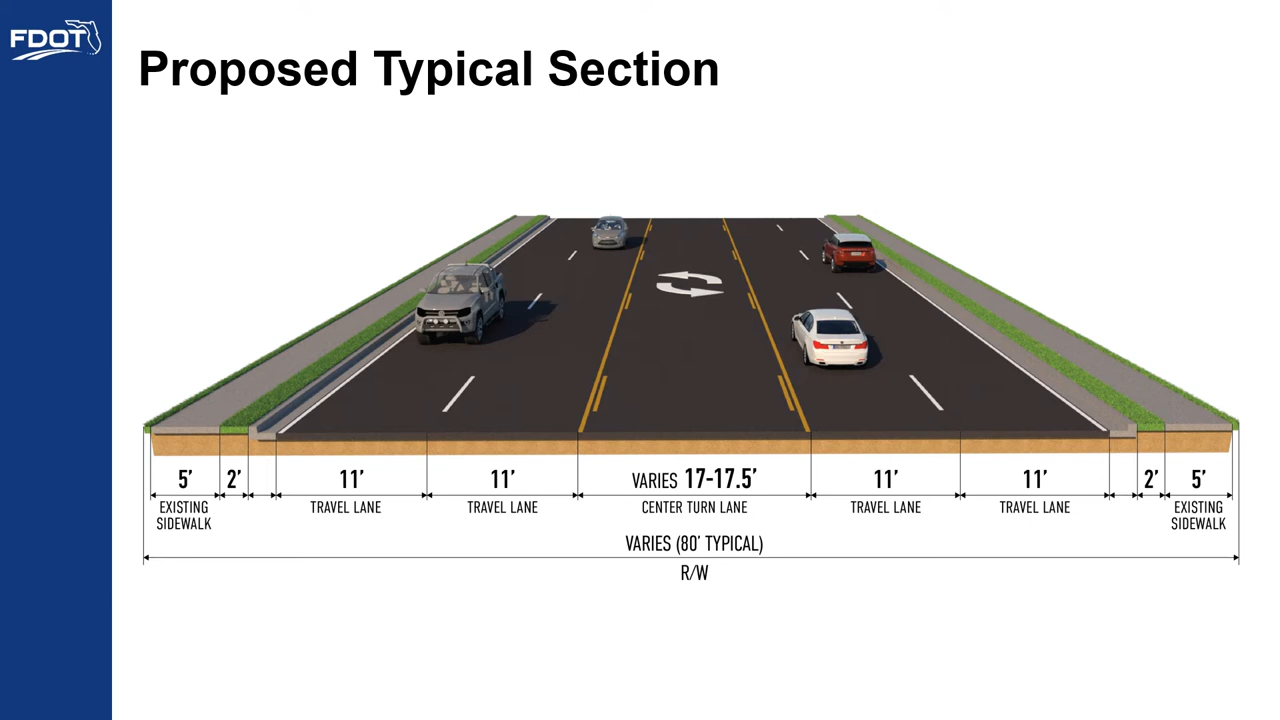 FDOT
Proposed Typical Section
5’ 2’ 11’ 11’ VARIES 17-17.5’ 11’ 11’ 2’ 5’
EXISTING SIDEWALK TRAVEL LANE TRAVEL LANE CENTER TURN LANE TRAVEL LANE TRAVEL LANE EXISTING SIDEWALK
VARIES (80’ TYPICAL)
R/W